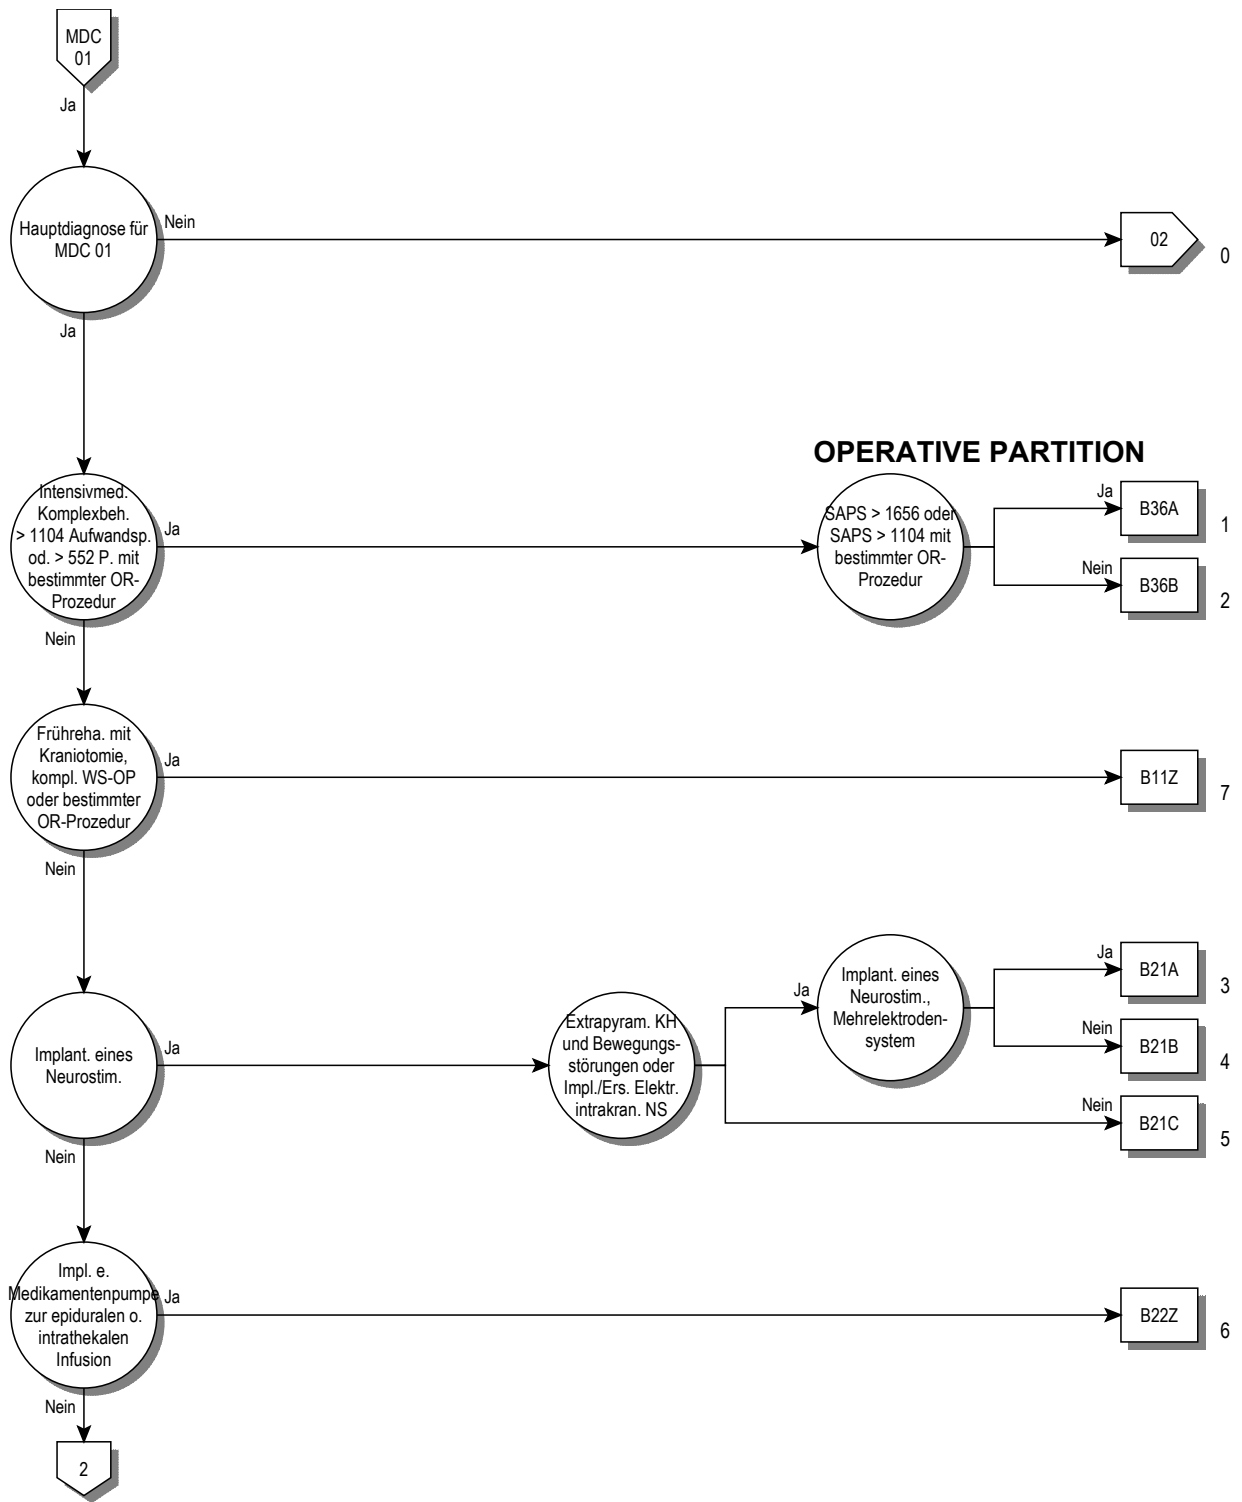 MDC
01
Ja
Hauptdiagnose für
MDC 01
Nein
02
0
Ja
OPERATIVE PARTITION
Intensivmed.
Komplexbeh.
> 1104 Aufwandsp.
od. > 552 P. mit
bestimmter OR-
Prozedur
Ja
SAPS > 1656 oder
SAPS > 1104 mit
bestimmter OR-
Prozedur
Ja
B36A
1
Nein
B36B
2
Nein
Frühreha. mit
Kraniotomie,
kompl. WS-OP
oder bestimmter
OR-Prozedur
Ja
B11Z
7
Nein
Implant. eines
Neurostim.
Ja
Extrapyram. KH
und Bewegungs-
störungen oder
Impl./Ers. Elektr.
intrakran. NS
Ja
Implant. eines
Neurostim.,
Mehrelektroden-
system
Ja
B21A
3
Nein
B21B
4
Nein
B21C
5
Nein
Impl. e.
Medikamentenpumpe
zur epiduralen o.
intrathekalen
Infusion
Ja
B22Z
6
Nein
2